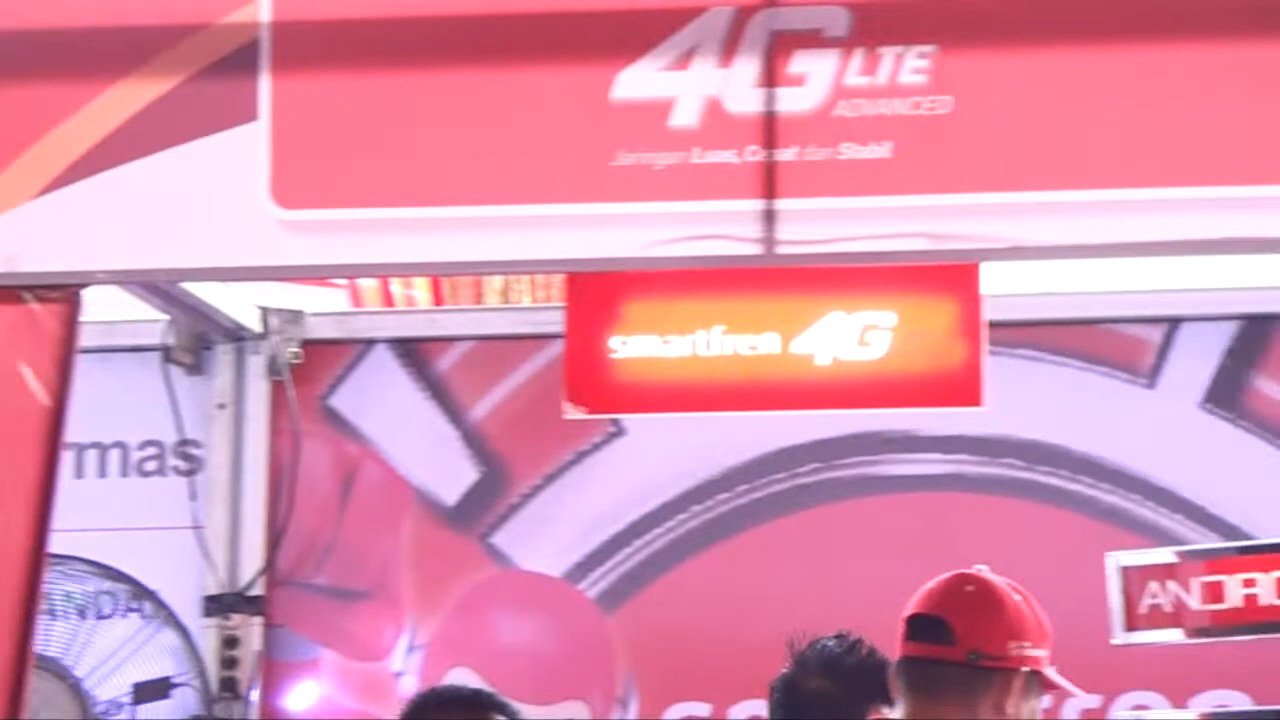 4G LTE
ADVANCED
Jaringan Luas, Cepat dan Stabil
smartfren 4G
rmas
ANDRO